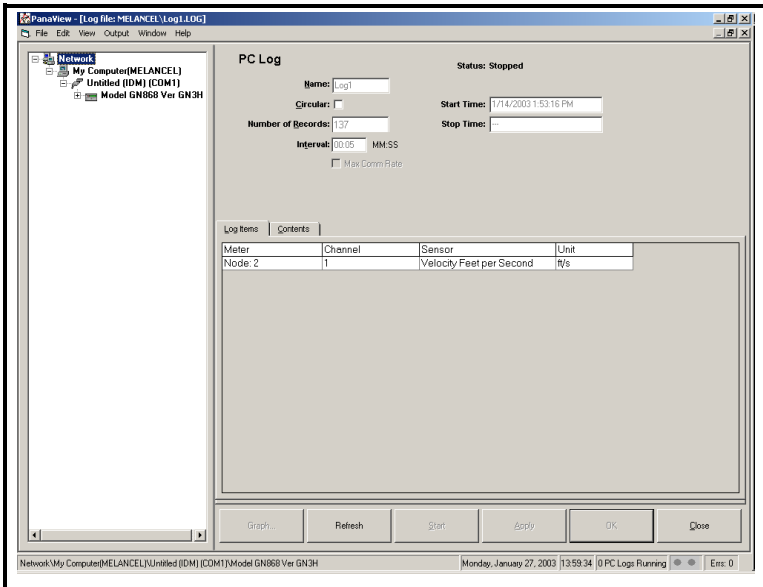 PanaView - [Log file: MELANCEL\Log1.LOG]
File Edit View Output Window Help
Network
My Computer(MELANCEL)
Untitled (IDM) (COM1)
Model GN868 Ver GN3H
PC Log
Status: Stopped
Name: Log1
Circular:
Start Time: 1/14/2003 1:53:16 PM
Number of Records: 137
Stop Time: ---
Interval: 00:05 MM:SS
Max Comm Rate
Log Items Contents
Meter Channel Sensor Unit
Node: 2 1 Velocity Feet per Second ft/s
Graph... Refresh Start Apply OK Close
Network\My Computer(MELANCEL)\Untitled (IDM) (COM1)\Model GN868 Ver GN3H Monday, January 27, 2003 13:59:34 0 PC Logs Running Errs: 0